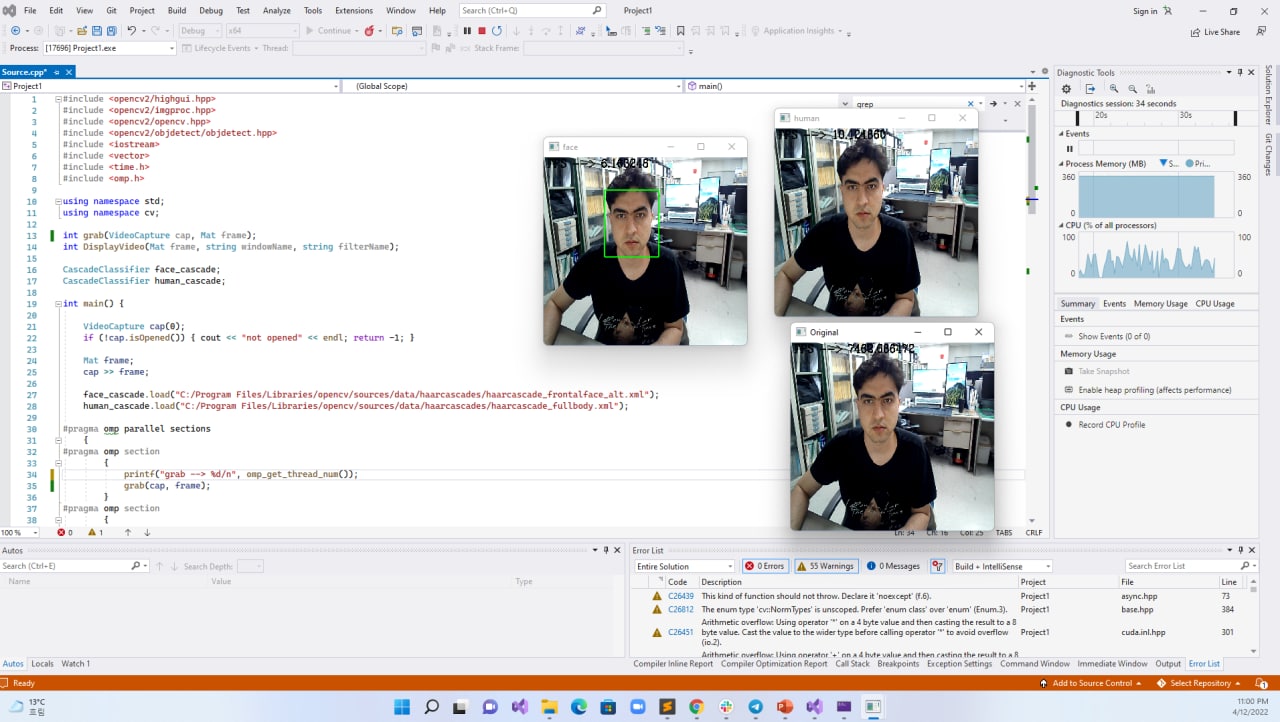 File Edit View Git Project Build Debug Test Analyze Tools Extensions Window Help Search (Ctrl+Q) Project1 Sign in
Debug x64 Continue Application Insights Live Share
Process: [17696] Project1.exe Lifecycle Events Thread: Stack Frame:
Source.cpp*
Project1 (Global Scope) main()
grep
1 #include <opencv2/highgui.hpp>
2 #include <opencv2/imgproc.hpp>
3 #include <opencv2/opencv.hpp>
4 #include <opencv2/objdetect/objdetect.hpp>
5 #include <iostream>
6 #include <vector>
7 #include <time.h>
8 #include <omp.h>
9
10 using namespace std;
11 using namespace cv;
12
13 int grab(VideoCapture cap, Mat frame);
14 int DisplayVideo(Mat frame, string windowName, string filterName);
15
16 CascadeClassifier face_cascade;
17 CascadeClassifier human_cascade;
18
19 int main() {
20
21 VideoCapture cap(0);
22 if (!cap.isOpened()) { cout << "not opened" << endl; return -1; }
23
24 Mat frame;
25 cap >> frame;
26
27 face_cascade.load("C:/Program Files/Libraries/opencv/sources/data/haarcascades/haarcascade_frontalface_alt.xml");
28 human_cascade.load("C:/Program Files/Libraries/opencv/sources/data/haarcascades/haarcascade_fullbody.xml");
29
30 #pragma omp parallel sections
31 {
32 #pragma omp section
33 {
34 printf("grab --> %d/n", omp_get_thread_num());
35 grab(cap, frame);
36 }
37 #pragma omp section
38 {
100 % 0 1 Ln: 34 Ch: 16 Col: 25 TABS CRLF
face
human
Original
Diagnostic Tools
Diagnostics session: 34 seconds
20s 30s
Events
Process Memory (MB) S... Pri...
360 360
0 0
CPU (% of all processors)
100 100
0 0
Summary Events Memory Usage CPU Usage
Events
Show Events (0 of 0)
Memory Usage
Take Snapshot
Enable heap profiling (affects performance)
CPU Usage
Record CPU Profile
Solution Explorer
Git Changes
Autos
Search (Ctrl+E) Search Depth:
Name Value Type
Autos Locals Watch 1
Error List
Entire Solution 0 Errors 55 Warnings 0 Messages Build + IntelliSense Search Error List
Code Description Project File Line
C26439 This kind of function should not throw. Declare it 'noexcept' (f.6). Project1 async.hpp 73
C26812 The enum type 'cv::NormTypes' is unscoped. Prefer 'enum class' over 'enum' (Enum.3). Project1 base.hpp 384
Arithmetic overflow: Using operator '*' on a 4 byte value and then casting the result to a 8
C26451 byte value. Cast the value to the wider type before calling operator '*' to avoid overflow Project1 cuda.inl.hpp 301
(io.2).
Arithmetic overflow: Using operator '+' on a 4 byte value and then casting the result to a 8
Compiler Inline Report Compiler Optimization Report Call Stack Breakpoints Exception Settings Command Window Immediate Window Output Error List
Ready Add to Source Control Select Repository 1
13°C
흐림
11:00 PM
4/12/2022